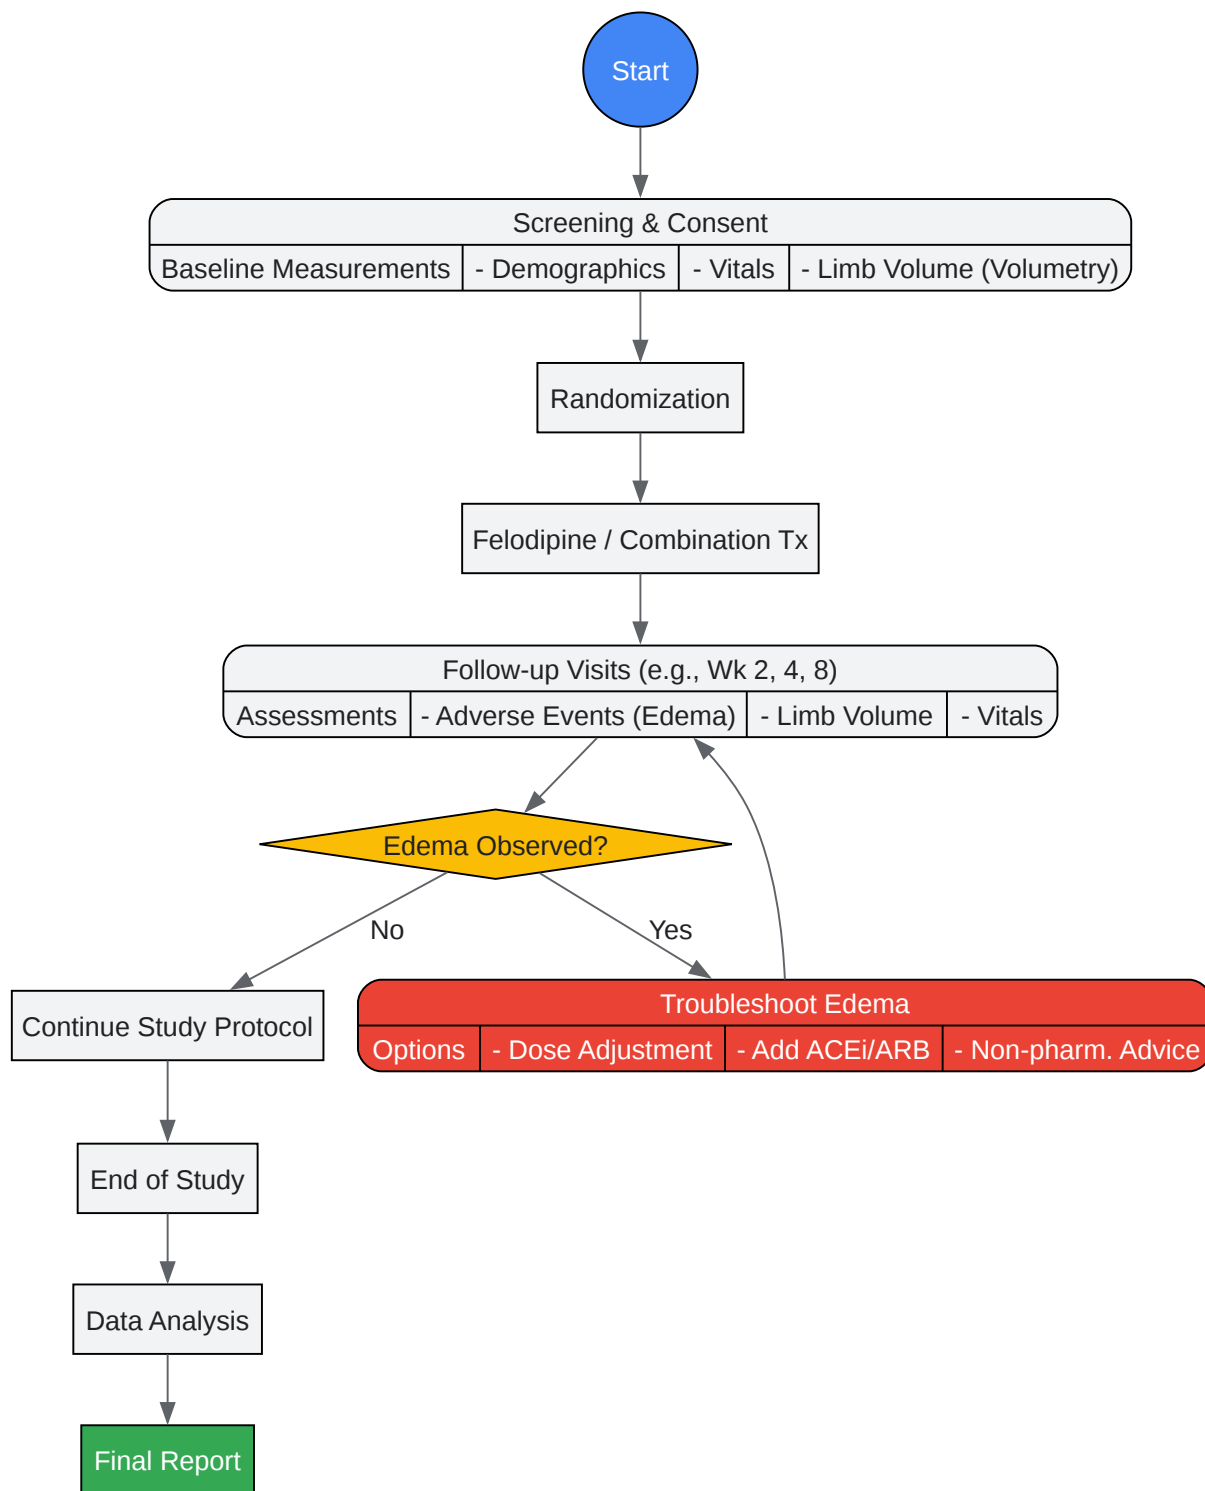 Start
Screening & Consent
Baseline Measurements
- Demographics
- Vitals
- Limb Volume (Volumetry)
Randomization
Felodipine / Combination Tx
Follow-up Visits (e.g., Wk 2, 4, 8)
Assessments
- Adverse Events (Edema)
- Limb Volume
- Vitals
Edema Observed?
No
Yes
Continue Study Protocol
Troubleshoot Edema
Options
- Dose Adjustment
- Add ACEi/ARB
- Non-pharm. Advice
End of Study
Data Analysis
Final Report